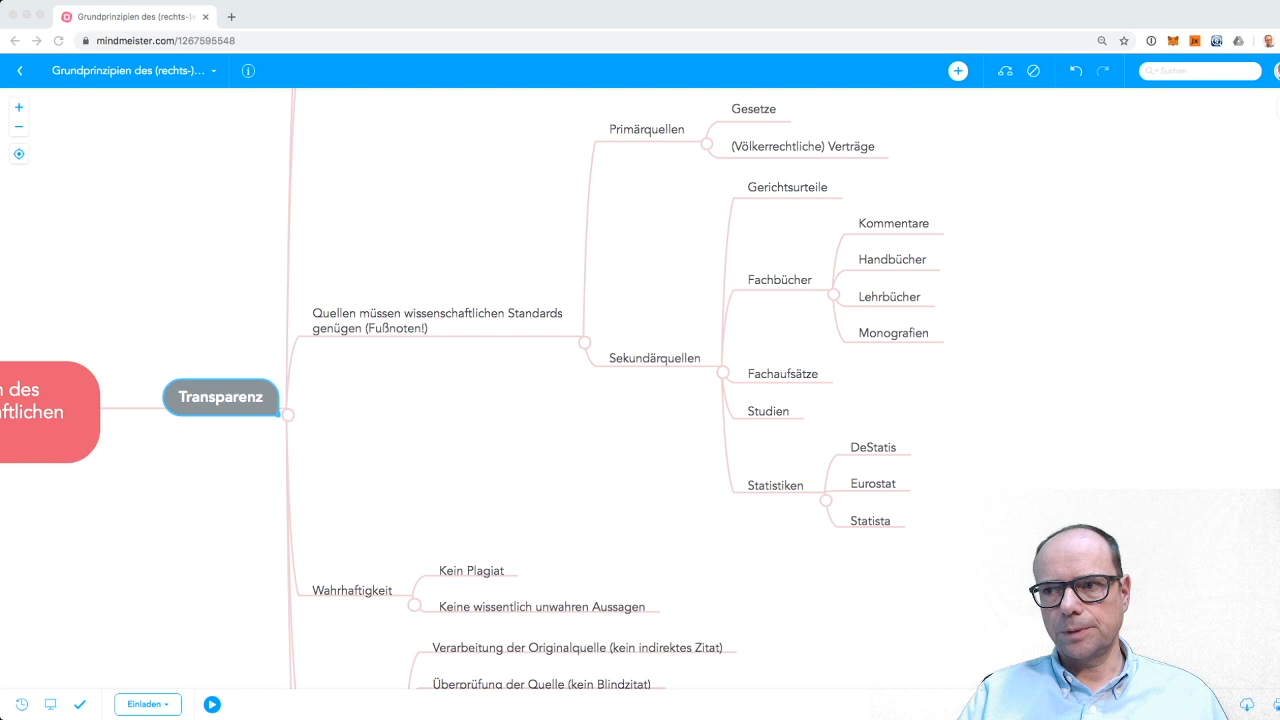 Grundprinzipien des (rechts-)
mindmeister.com/1267595548
Grundprinzipien des (rechts-)...
Suchen
Gesetze
Primärquellen
(Völkerrechtliche) Verträge
Gerichtsurteile
Kommentare
Handbücher
Fachbücher
Lehrbücher
Monografien
Quellen müssen wissenschaftlichen Standards
genügen (Fußnoten!)
Sekundärquellen
Fachaufsätze
n des
aftlichen
Transparenz
Studien
DeStatis
Statistiken
Eurostat
Statista
Kein Plagiat
Wahrhaftigkeit
Keine wissentlich unwahren Aussagen
Verarbeitung der Originalquelle (kein indirektes Zitat)
Überprüfung der Quelle (kein Blindzitat)
Einladen